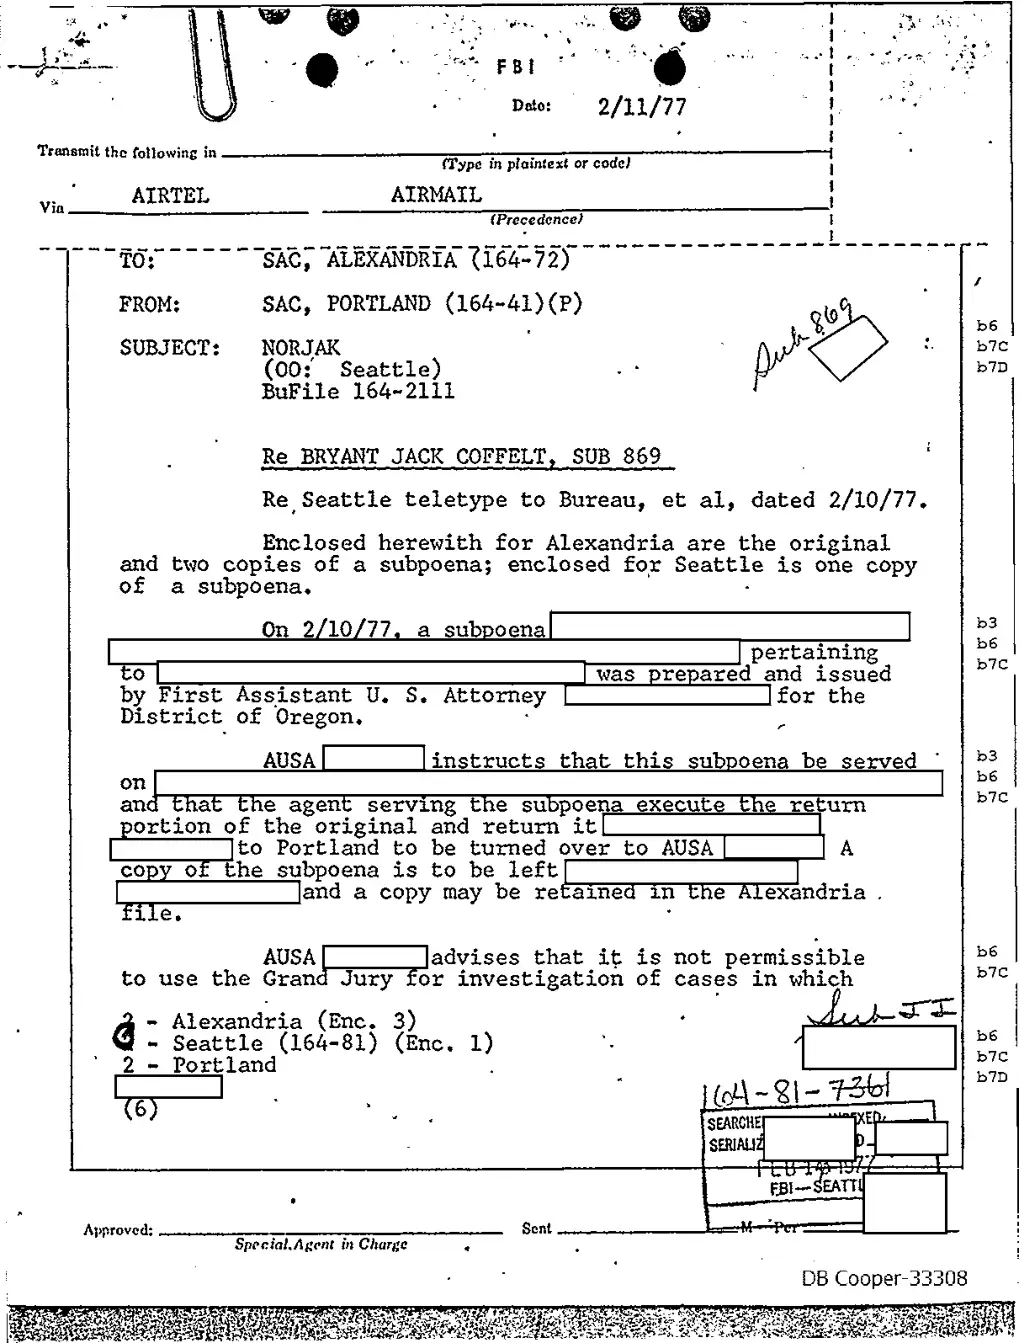 FBI
Date: 2/11/77
Transmit the following in
(Type in plaintext or code)
Via AIRTEL AIRMAIL
(Precedence)
TO: SAC, ALEXANDRIA (164-72)
FROM: SAC, PORTLAND (164-41)(P)
Sub 869
b6
SUBJECT: NORJAK b7C
(OO: Seattle) b7D
BuFile 164-2111
Re BRYANT JACK COFFELT, SUB 869
Re Seattle teletype to Bureau, et al, dated 2/10/77.
Enclosed herewith for Alexandria are the original
and two copies of a subpoena; enclosed for Seattle is one copy
of a subpoena.
On 2/10/77, a subpoena b3
pertaining b6
to was prepared and issued b7C
by First Assistant U. S. Attorney for the
District of Oregon.
AUSA instructs that this subpoena be served b3
on b6
and that the agent serving the subpoena execute the return b7C
portion of the original and return it
to Portland to be turned over to AUSA A
copy of the subpoena is to be left
and a copy may be retained in the Alexandria
file.
AUSA advises that it is not permissible b6
to use the Grand Jury for investigation of cases in which b7C
Sub II
2 - Alexandria (Enc. 3)
- Seattle (164-81) (Enc. 1) b6
2 - Portland b7C
b7D
164-81-7361
(6)
SEARCHE INDEXED
SERIALIZ D
FEB 14 1977
FBI-SEATTL
Approved: Sent M Per
Special Agent in Charge
DB Cooper-33308